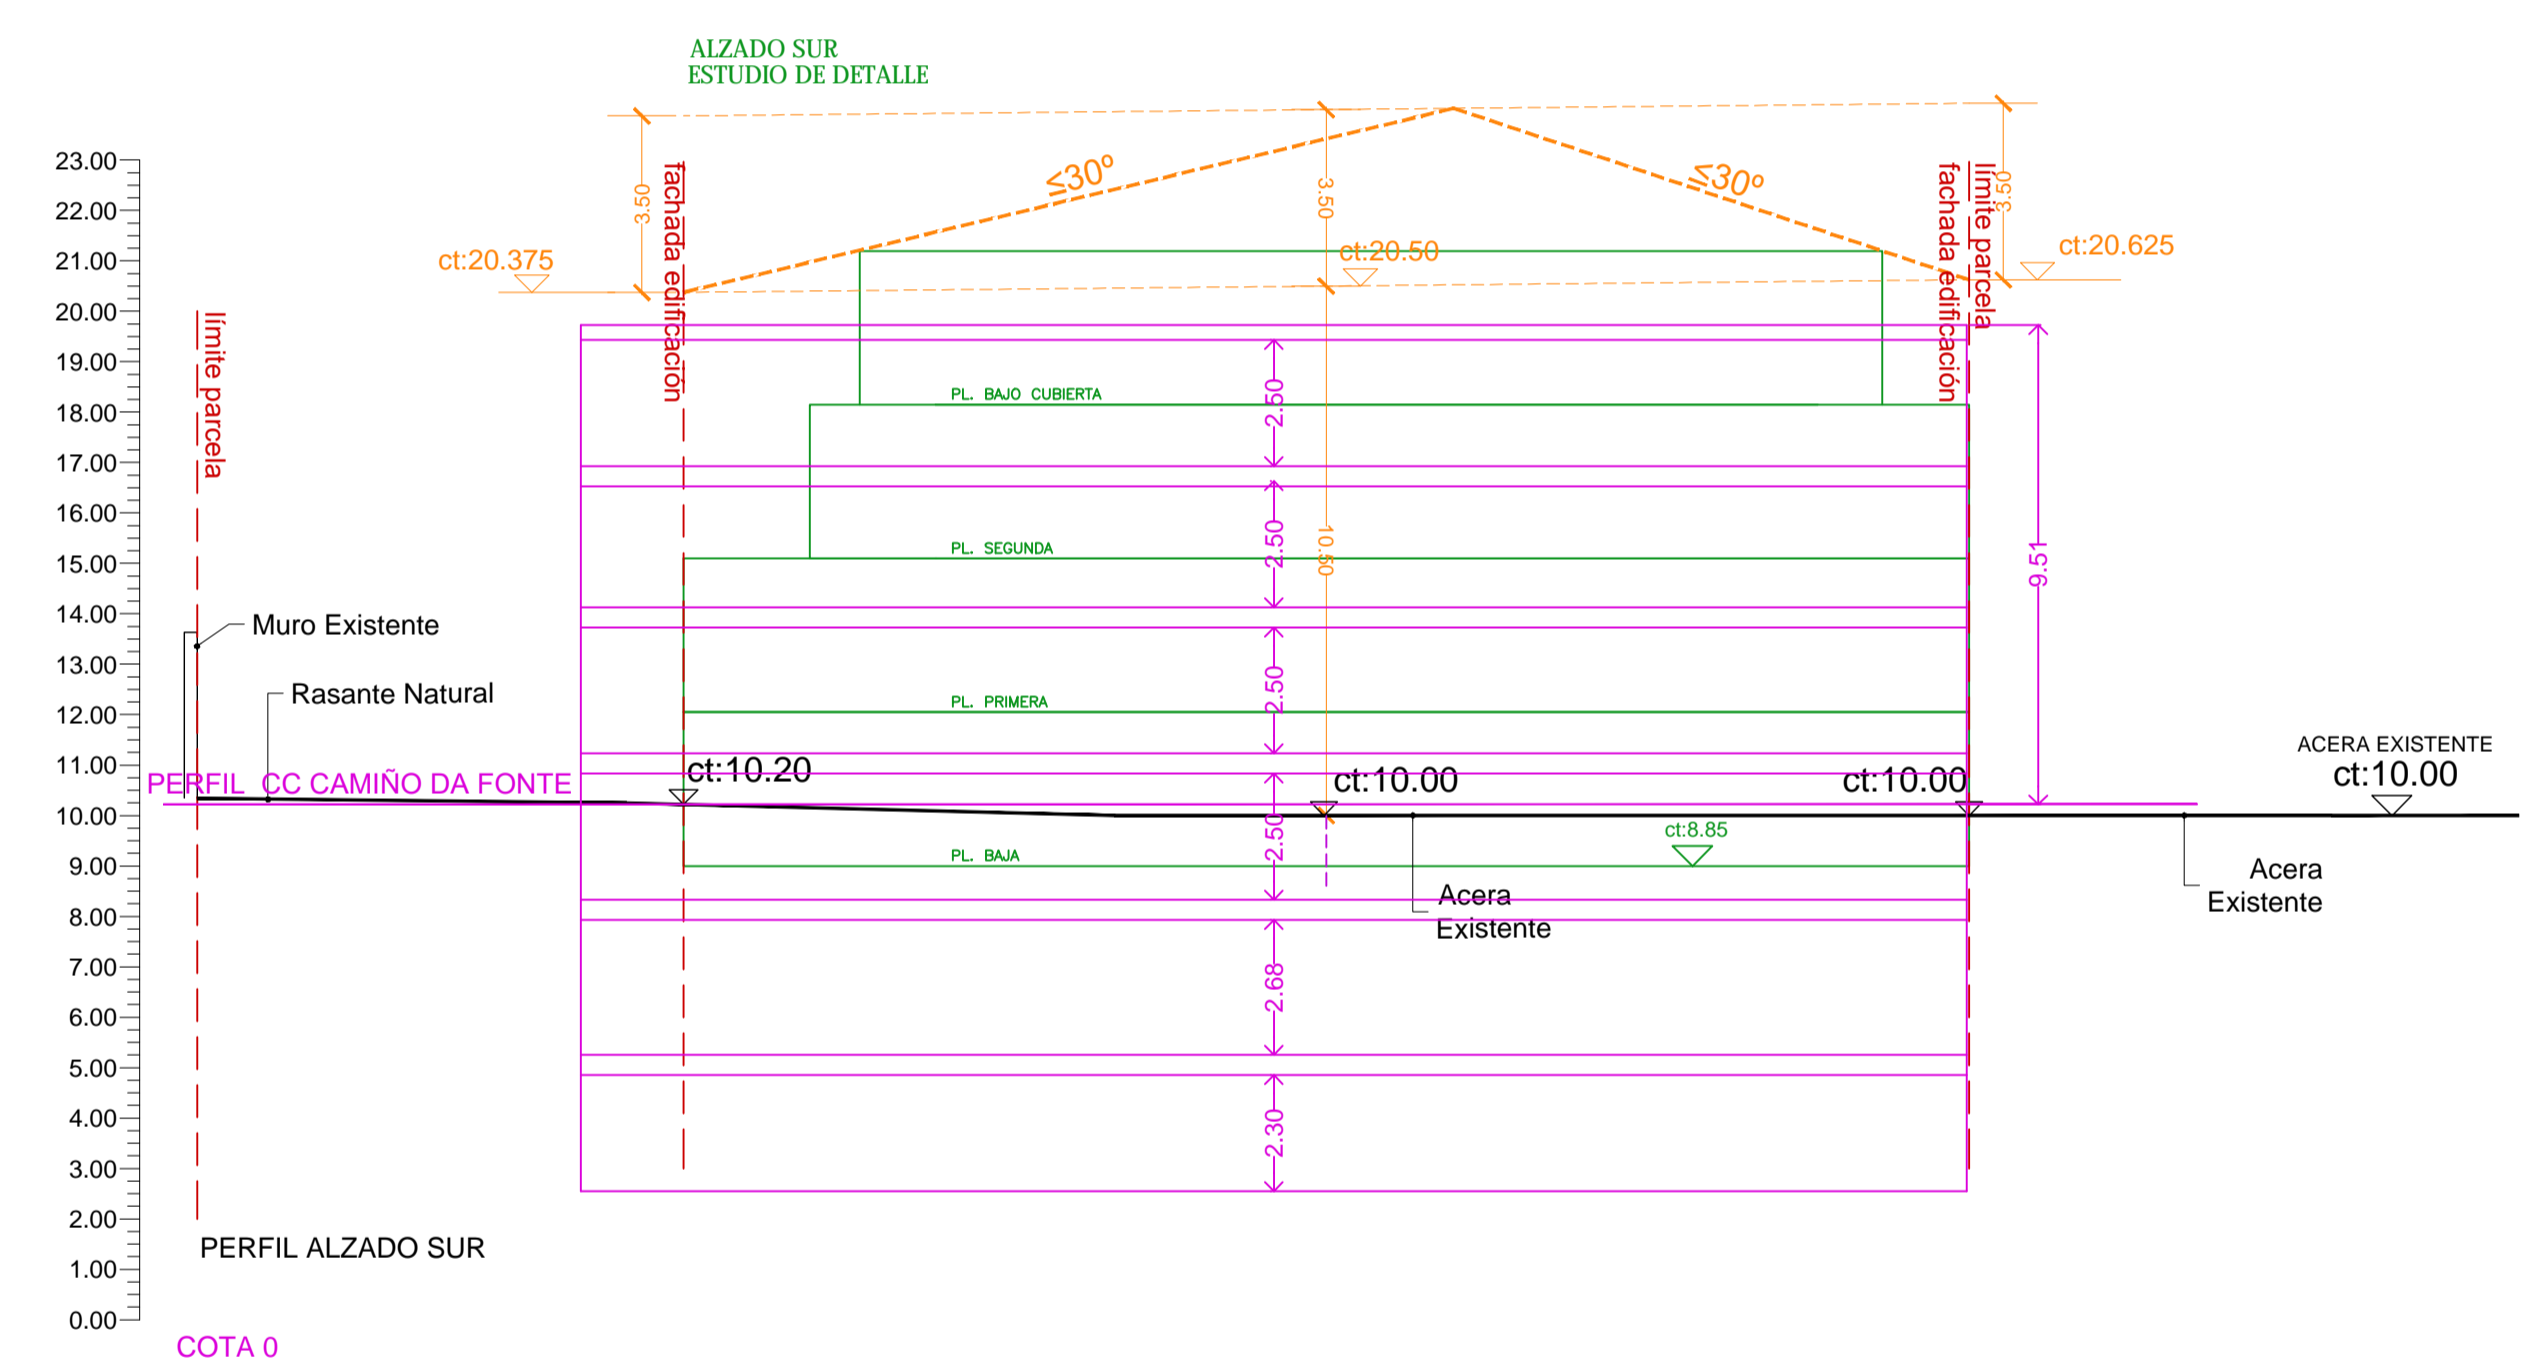 ALZADO SUR
ESTUDIO DE DETALLE
23.00
22.00
21.00
20.00
19.00
18.00
17.00
16.00
15.00
14.00
13.00
12.00
11.00
10.00
9.00
8.00
7.00
6.00
5.00
4.00
3.00
2.00
1.00
0.00
COTA 0
PERFIL ALZADO SUR
límite parcela
Muro Existente
Rasante Natural
PERFIL CC CAMIÑO DA FONTE
ct:20.375
3.50
fachada edificación
≤30º
3.50
ct:20.50
≤30º
fachada edificación
límite parcela
3.50
ct:20.625
PL. BAJO CUBIERTA
2.50
PL. SEGUNDA
2.50
10.50
9.51
PL. PRIMERA
2.50
ct:10.20
ct:10.00
ct:10.00
ACERA EXISTENTE
ct:10.00
2.50
PL. BAJA
ct:8.85
Acera
Existente
Acera
Existente
2.68
2.30